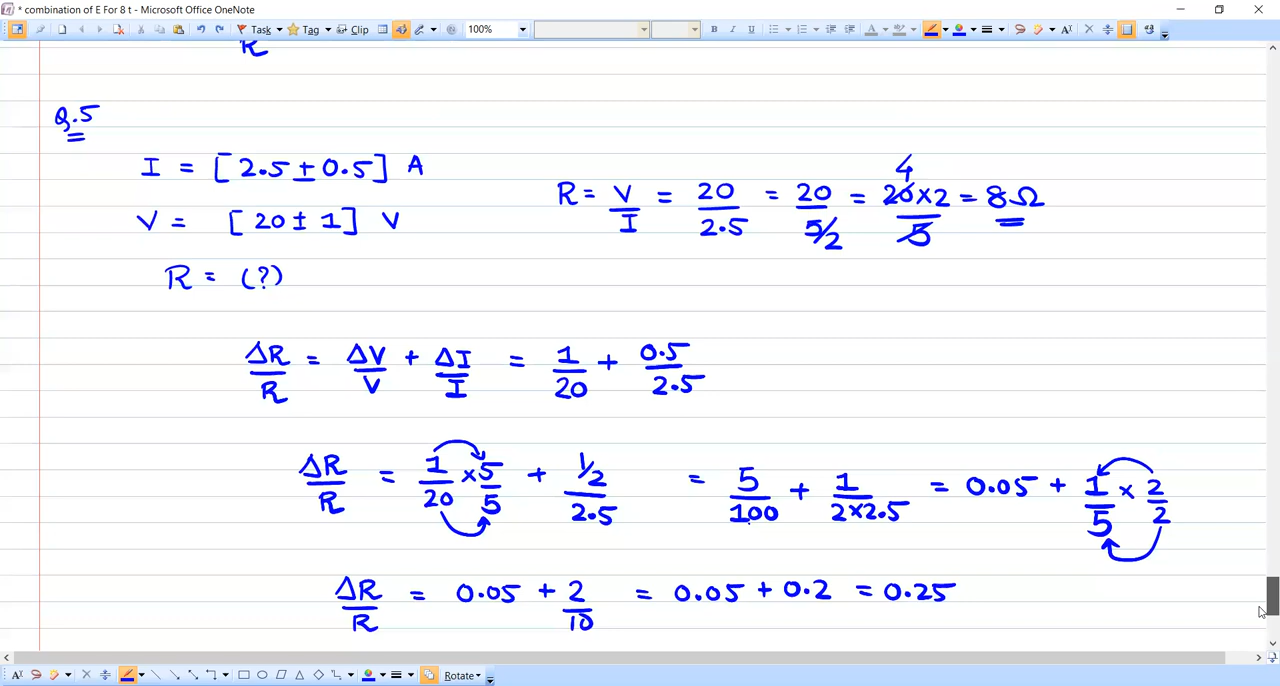 * combination of E For 8 t - Microsoft Office OneNote
Task Tag Clip 100% B I U
R
Q.5
I = [2.5 ± 0.5] A
V = [20 ± 1] V
R = (?)
R = V/I = 20/2.5 = 20/5/2 = 20×2/5 = 8Ω
4
ΔR/R = ΔV/V + ΔI/I = 1/20 + 0.5/2.5
ΔR/R = 1/20 × 5/5 + 1/2/2.5 = 5/100 + 1/2×2.5 = 0.05 + 1/5 × 2/2
ΔR/R = 0.05 + 2/10 = 0.05 + 0.2 = 0.25
Rotate